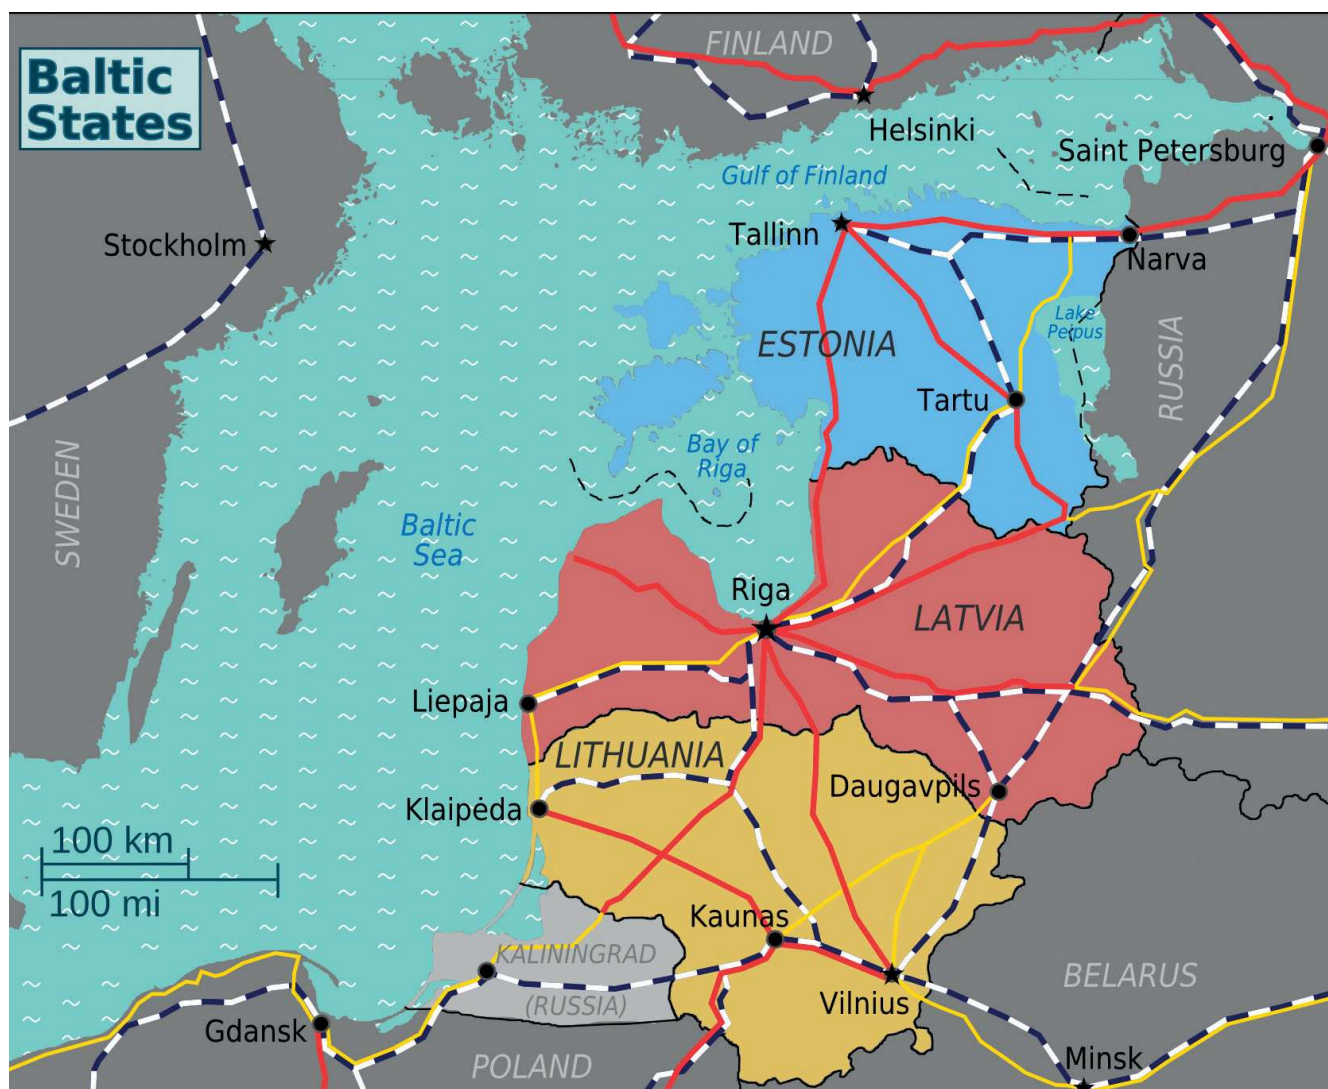 Baltic
States
FINLAND
Helsinki
Saint Petersburg
Gulf of Finland
Stockholm
Tallinn
Narva
ESTONIA
Lake
Peipus
RUSSIA
Tartu
Bay of
Riga
SWEDEN
Baltic
Sea
Riga
LATVIA
Liepaja
LITHUANIA
Daugavpils
Klaipėda
100 km
100 mi
Kaunas
KALININGRAD
(RUSSIA)
BELARUS
Vilnius
Gdansk
POLAND
Minsk